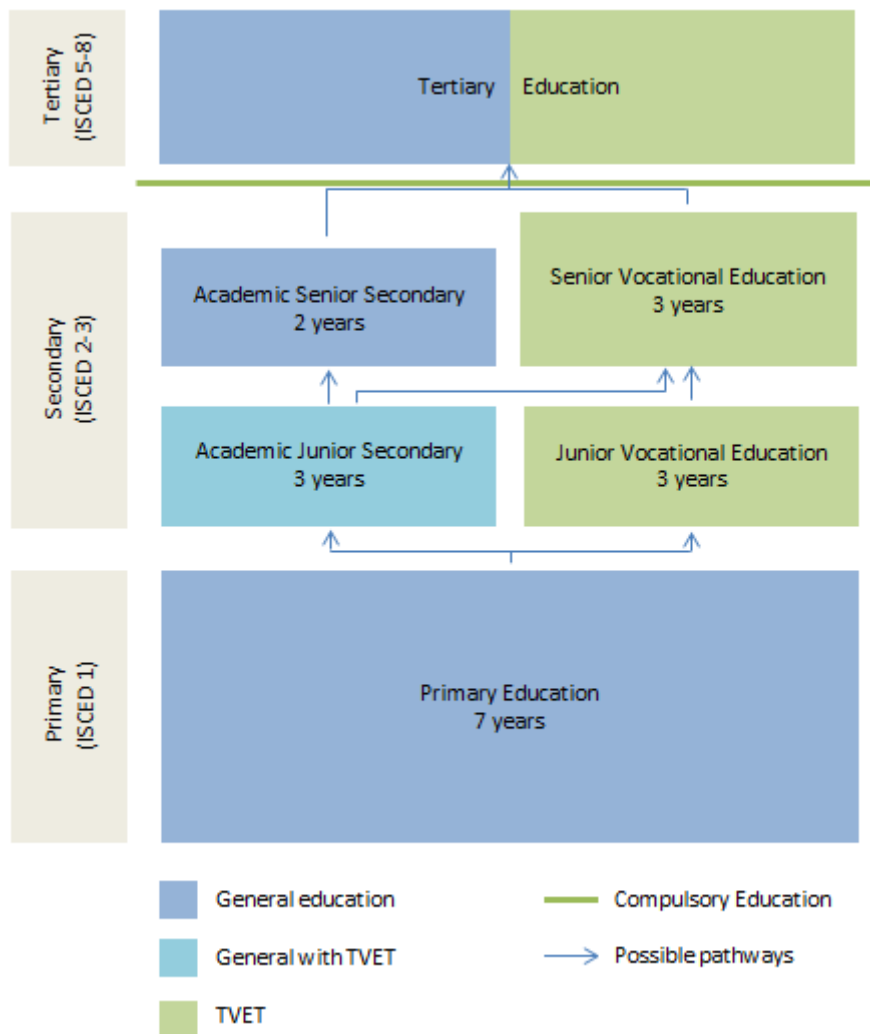 Tertiary
(ISCED 5-8)
Tertiary Education
Secondary
(ISCED 2-3)
Academic Senior Secondary
2 years
Senior Vocational Education
3 years
Academic Junior Secondary
3 years
Junior Vocational Education
3 years
Primary
(ISCED 1)
Primary Education
7 years
General education
Compulsory Education
General with TVET
Possible pathways
TVET